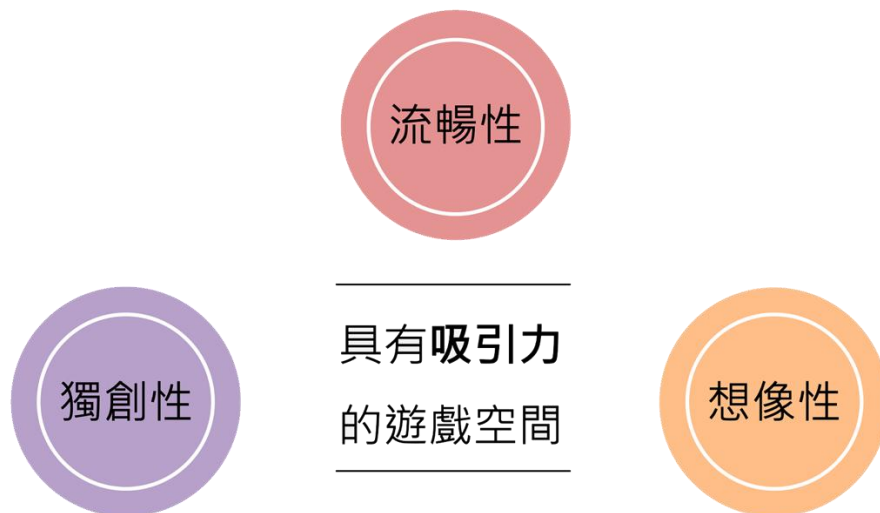 流暢性
具有吸引力
的遊戲空間
獨創性
想像性